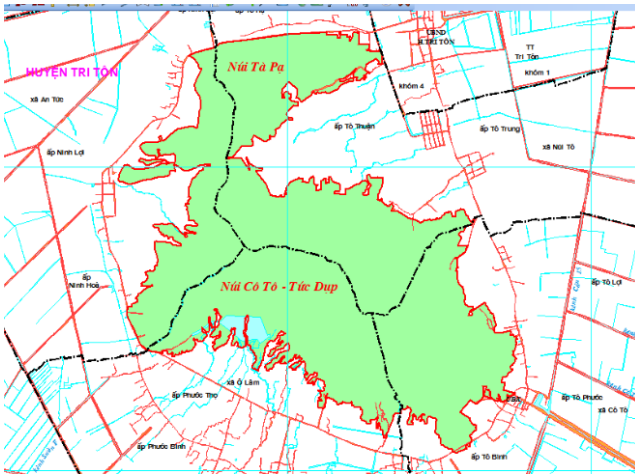 UBND
H TRI TÔN
TT
Tri Tôn
Núi Tà Pạ
HUYỆN TRI TÔN
khóm 1
khóm 4
xã An Tức
ấp Tô Thuận
ấp Tô Trung
xã Núi Tô
ấp Ninh Lợi
ấp
Ninh Hoà
Núi Cô Tô - Tức Dụp
ấp Tô Lợi
xã Ô Lâm
ấp Phước Thọ
ấp Tô Phước
xã Cô Tô
ấp Phước Bình
ấp Tô Bình